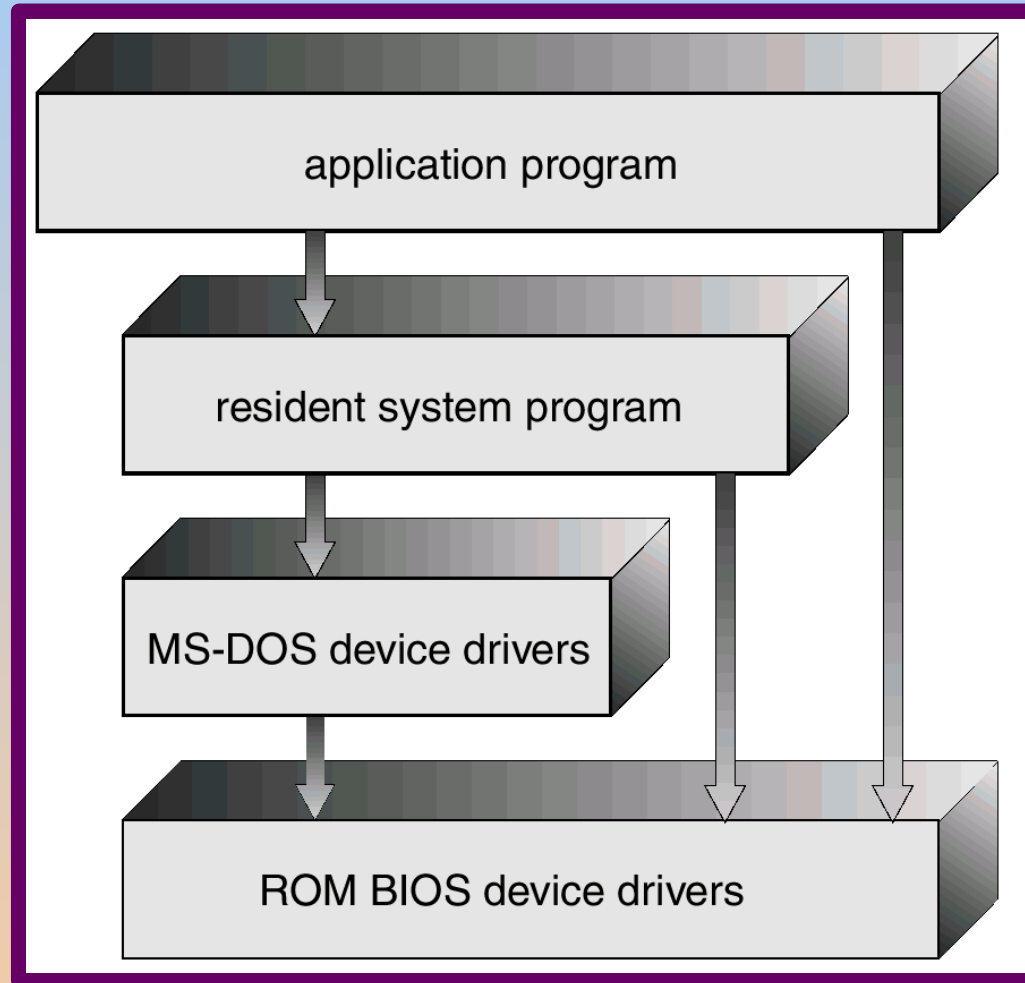 application program
resident system program
MS-DOS device drivers
ROM BIOS device drivers